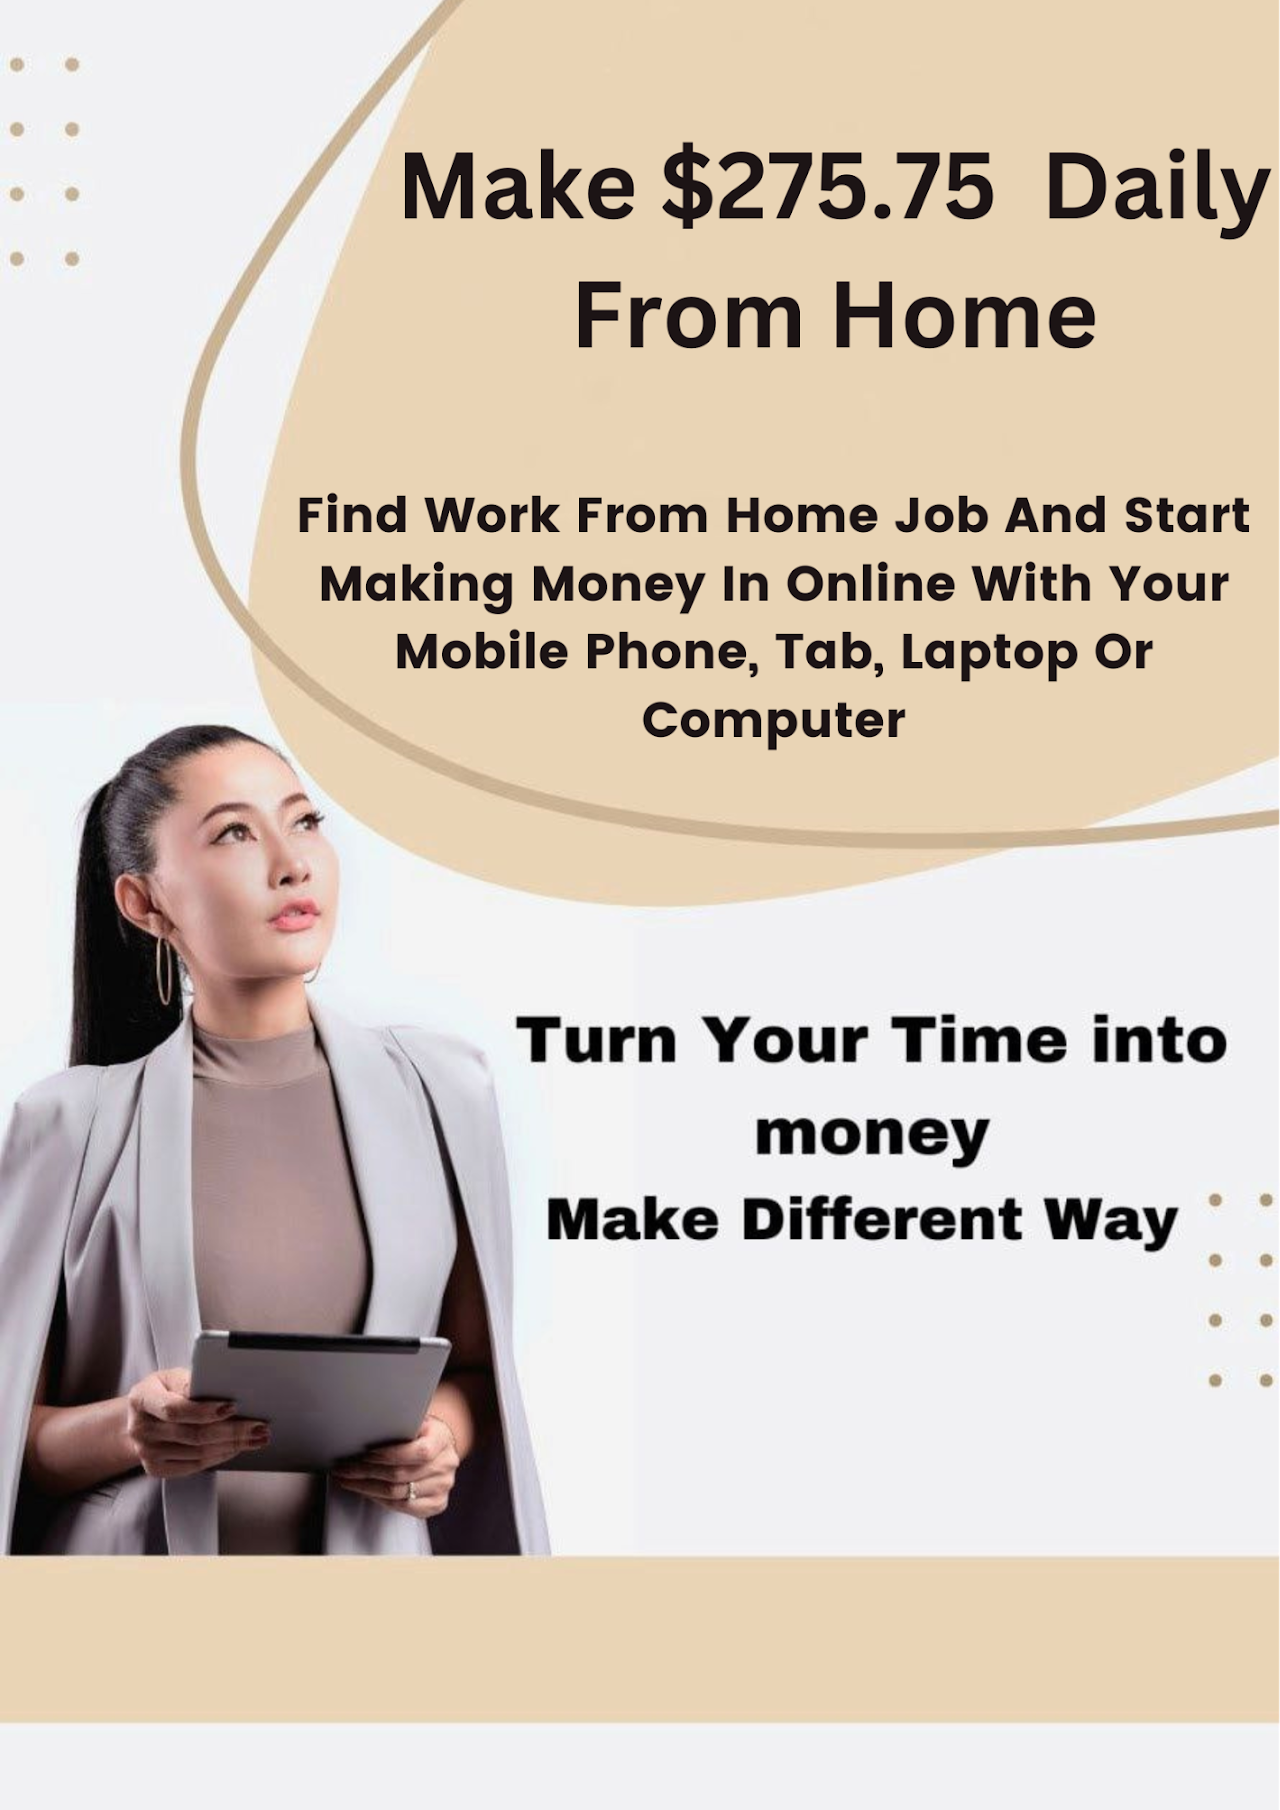 Make $275.75  Daily
From Home
Find Work From Home Job And Start
Making Money In Online With Your
Mobile Phone, Tab, Laptop Or
Computer
Turn Your Time into
money
Make Different Way